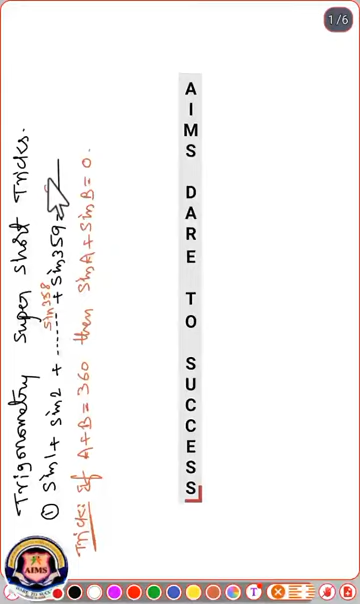 1/6
Trigonometry Super Short Tricks.
① Sin1 + Sin2 + ....... + Sin358 + Sin359 =
Trick: If A+B=360 then SinA+SinB=0.
AIMS DARE TO SUCCESS
AIMS
T